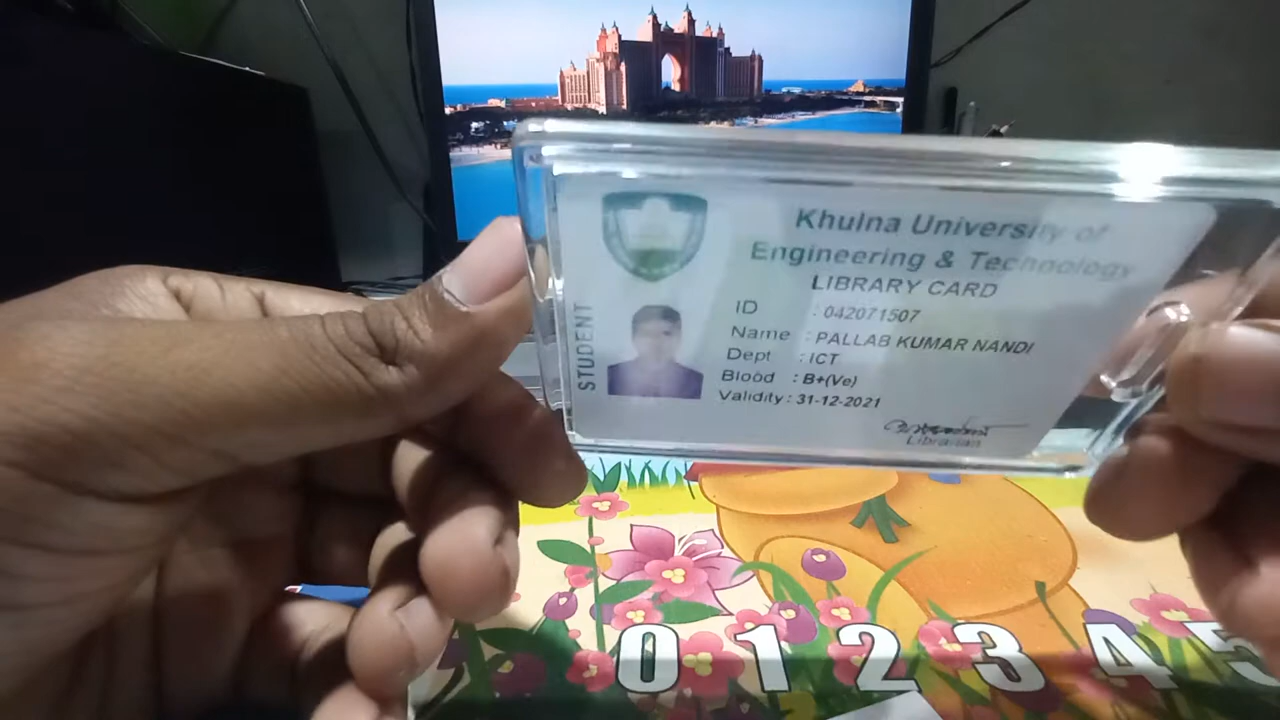 Khulna University of
Engineering & Technology
LIBRARY CARD
STUDENT
ID : 042071507
Name : PALLAB KUMAR NANDI
Dept : ICT
Blood : B+(Ve)
Validity : 31-12-2021
Librarian
0 1 2 3 4 5